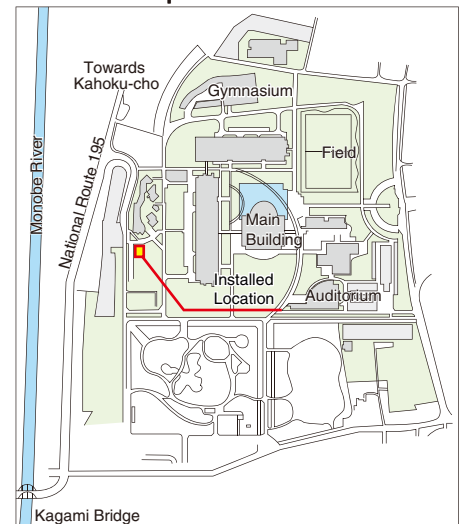 Towards
Kahoku-cho
Gymnasium
Monobe River
National Route 195
Field
Main
Building
Installed
Location
Auditorium
Kagami Bridge